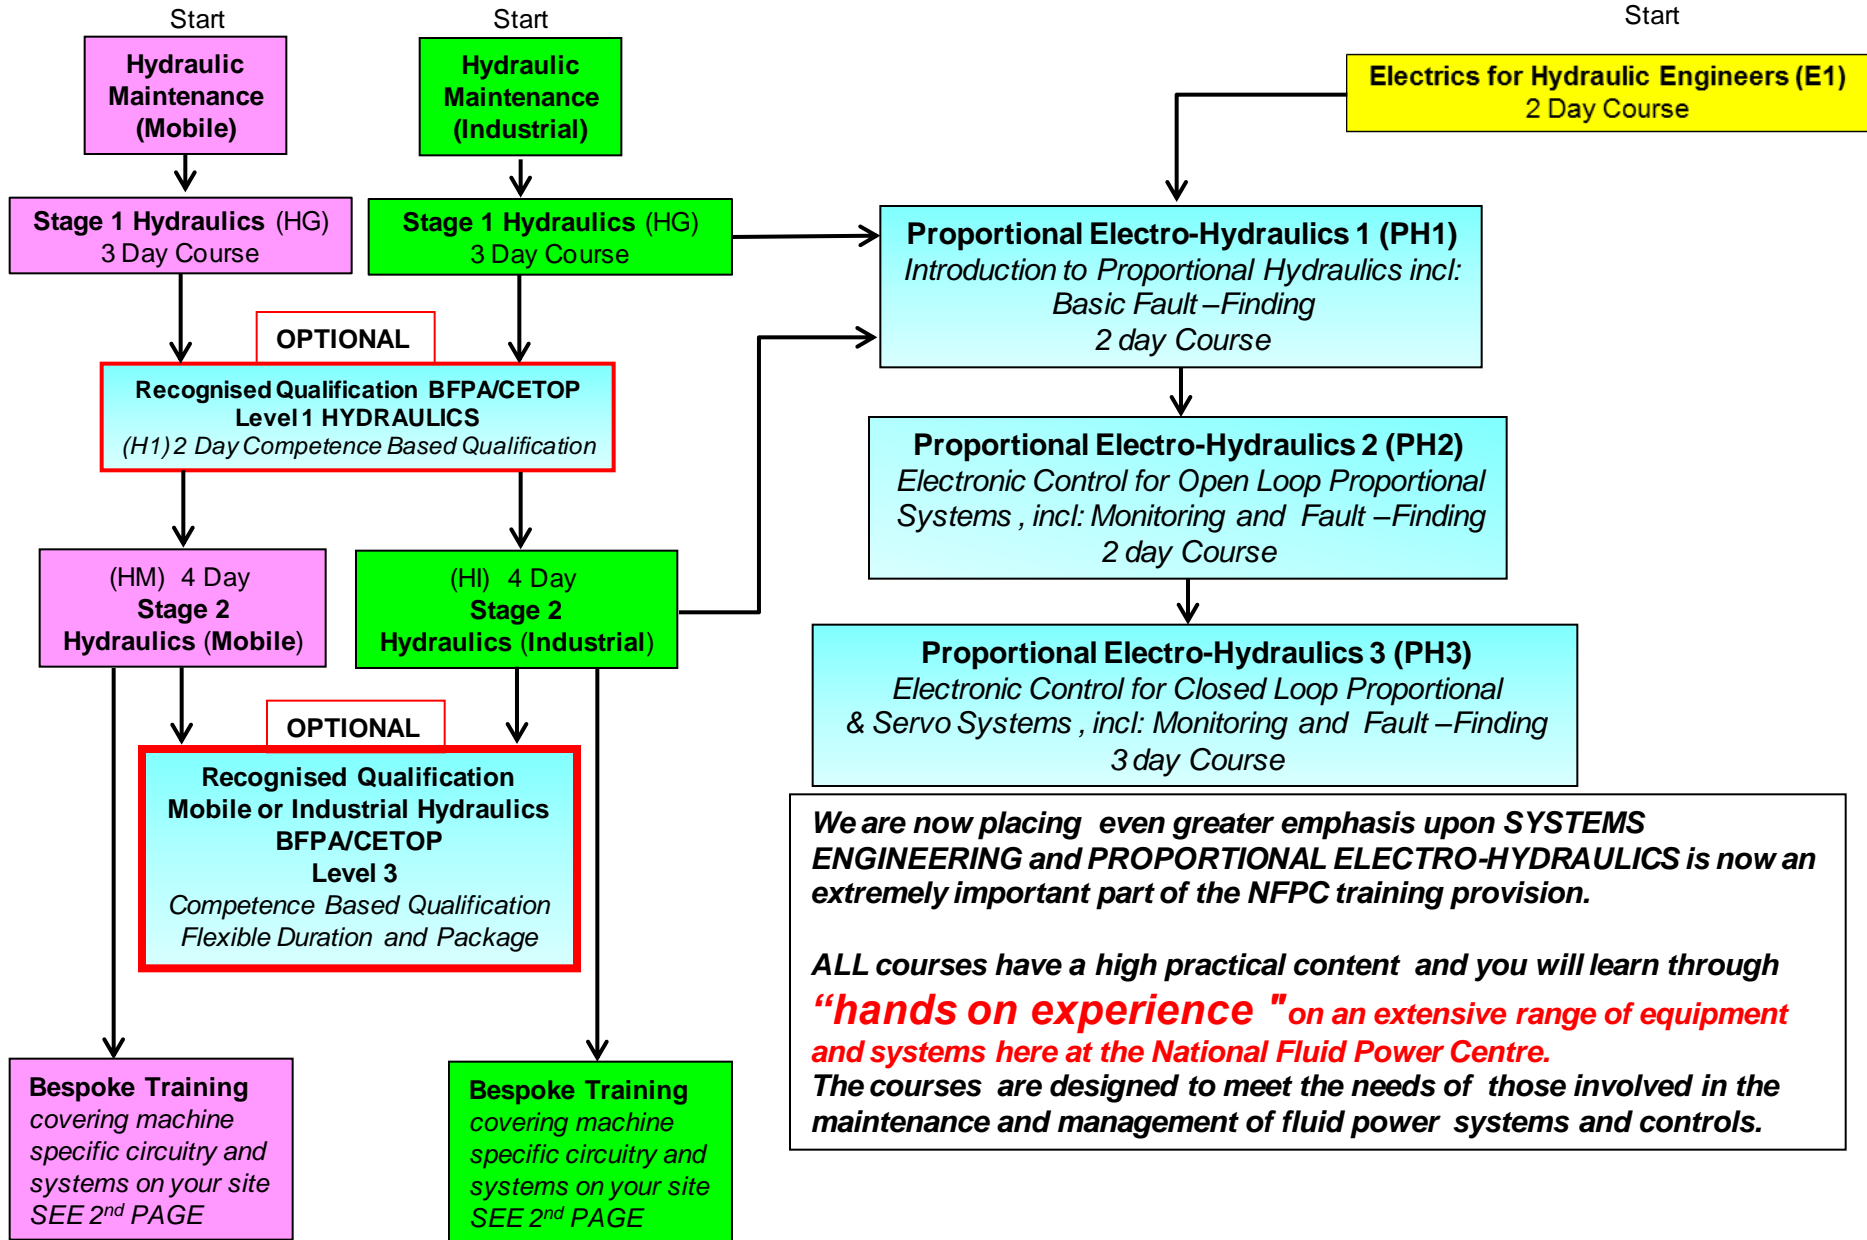 Start
Hydraulic
Maintenance
(Mobile)
Stage 1 Hydraulics (HG)
3 Day Course
Start
Hydraulic
Maintenance
(Industrial)
Stage 1 Hydraulics (HG)
3 Day Course
OPTIONAL
Recognised Qualification BFPA/CETOP
Level 1 HYDRAULICS
(H1) 2 Day Competence Based Qualification
(HM) 4 Day
Stage 2
Hydraulics (Mobile)
(HI) 4 Day
Stage 2
Hydraulics (Industrial)
OPTIONAL
Recognised Qualification
Mobile or Industrial Hydraulics
BFPA/CETOP
Level 3
Competence Based Qualification
Flexible Duration and Package
Bespoke Training
covering machine
specific circuitry and
systems on your site
SEE 2nd PAGE
Bespoke Training
covering machine
specific circuitry and
systems on your site
SEE 2nd PAGE
Start
Electrics for Hydraulic Engineers (E1)
2 Day Course
Proportional Electro-Hydraulics 1 (PH1)
Introduction to Proportional Hydraulics incl:
Basic Fault –Finding
2 day Course
Proportional Electro-Hydraulics 2 (PH2)
Electronic Control for Open Loop Proportional
Systems , incl: Monitoring and Fault –Finding
2 day Course
Proportional Electro-Hydraulics 3 (PH3)
Electronic Control for Closed Loop Proportional
& Servo Systems , incl: Monitoring and Fault –Finding
3 day Course
We are now placing even greater emphasis upon SYSTEMS
ENGINEERING and PROPORTIONAL ELECTRO-HYDRAULICS is now an
extremely important part of the NFPC training provision.
ALL courses have a high practical content and you will learn through
“hands on experience " on an extensive range of equipment
and systems here at the National Fluid Power Centre.
The courses are designed to meet the needs of those involved in the
maintenance and management of fluid power systems and controls.